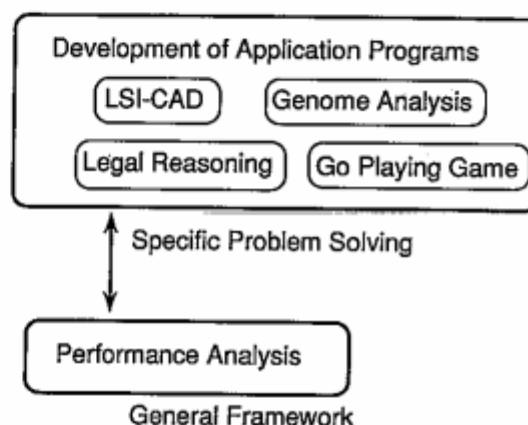 Development of Application Programs
LSI-CAD
Genome Analysis
Legal Reasoning
Go Playing Game
Specific Problem Solving
Performance Analysis
General Framework